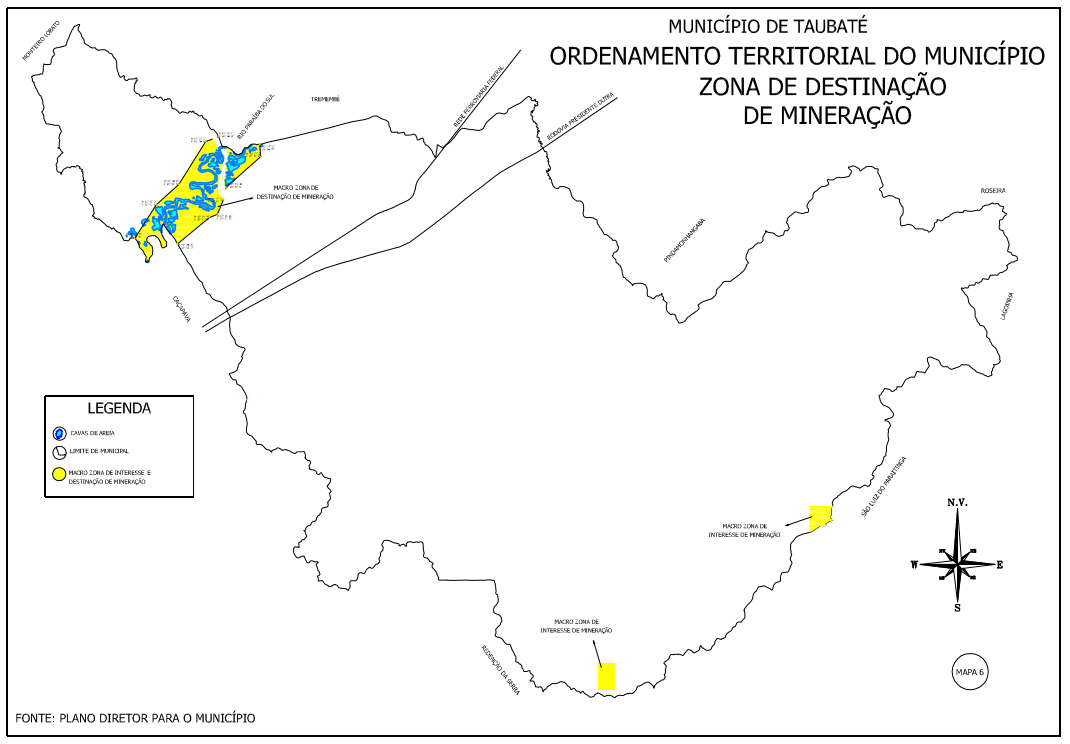 MUNICÍPIO DE TAUBATÉ
ORDENAMENTO TERRITORIAL DO MUNICÍPIO
ZONA DE DESTINAÇÃO
DE MINERAÇÃO
MONTEIRO LOBATO
RIO PARAÍBA DO SUL
TREMEMBÉ
REDE FERROVIARIA FEDERAL
RODOVIA PRESIDENTE DUTRA
MACRO ZONA DE
DESTINAÇÃO DE MINERAÇÃO
ROSEIRA
PINDAMONHANGABA
CAÇAPAVA
LAGOINHA
LEGENDA
CAVAS DE AREIA
LIMITE DE MUNICIPAL
MACRO ZONA DE INTERESSE E
DESTINAÇÃO DE MINERAÇÃO
SÃO LUIZ DO PARAITINGA
MACRO ZONA DE
INTERESSE DE MINERAÇÃO
N.V.
W
E
S
MACRO ZONA DE
INTERESSE DE MINERAÇÃO
REDENÇÃO DA SERRA
MAPA 6
FONTE: PLANO DIRETOR PARA O MUNICÍPIO